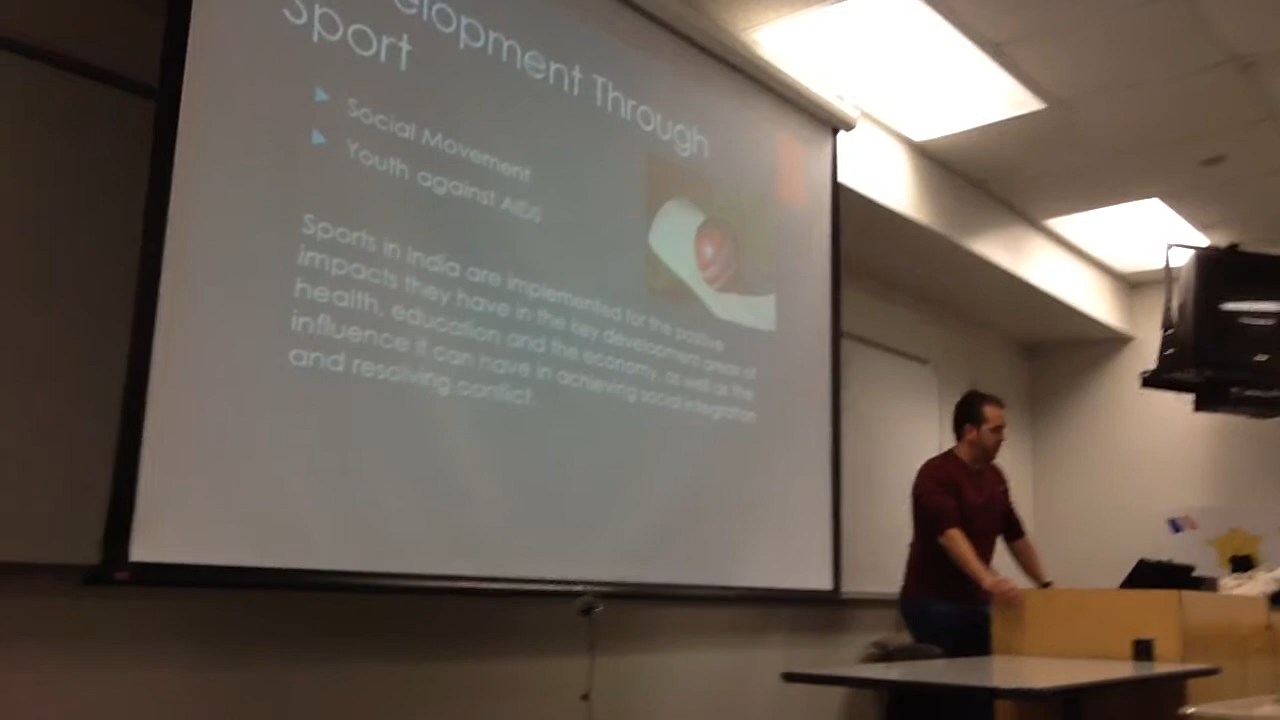 elopment Through
Sport
Social Movement
Youth against AIDS
Sports in India are implemented for the positive
impacts they have in the key development areas of
health, education and the economy, as well as the
influence it can have in achieving social integration
and resolving conflict.